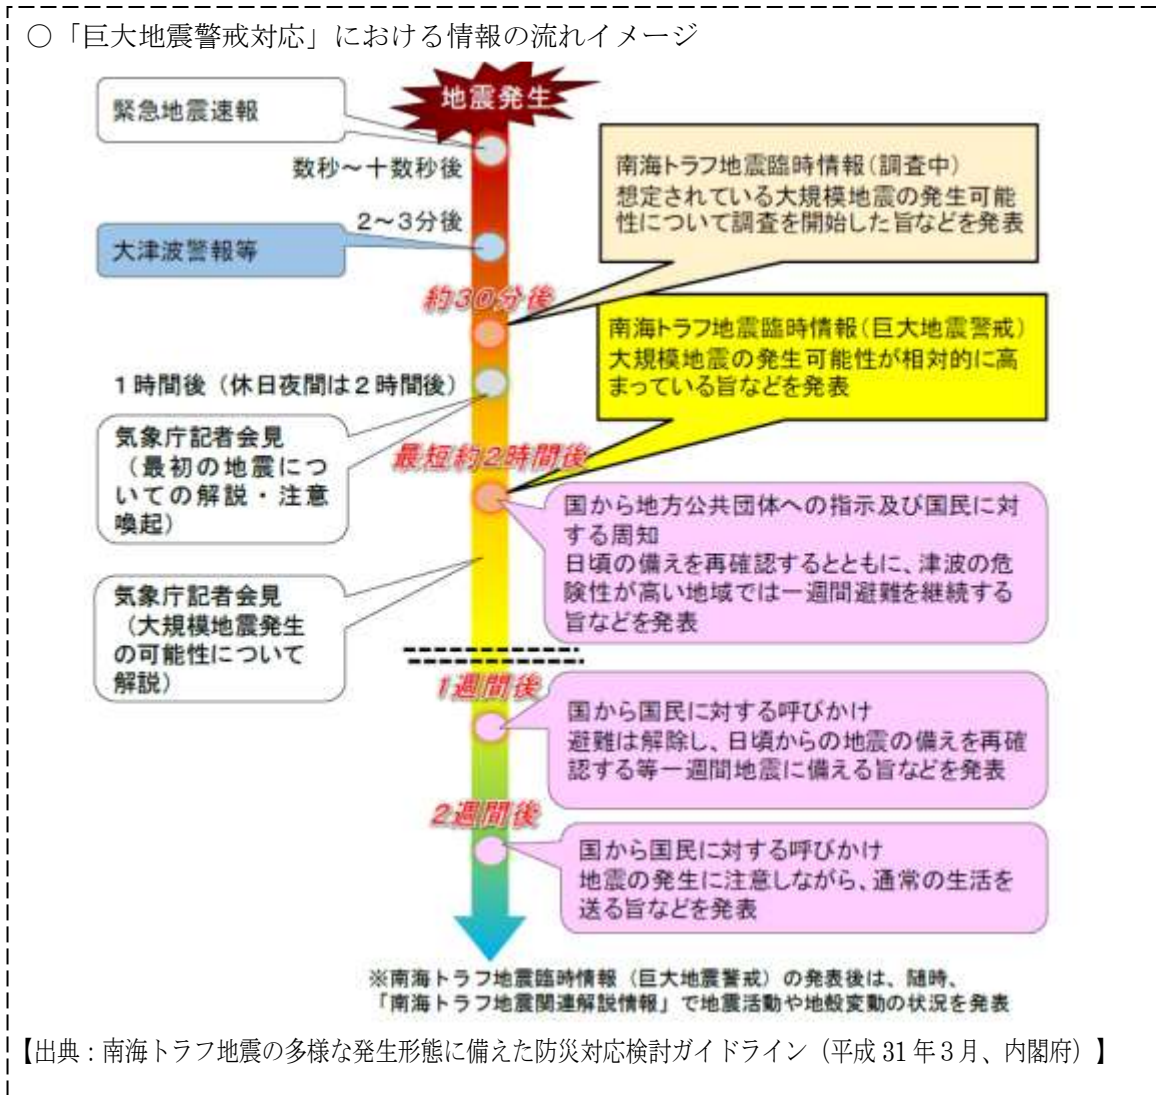 ○「巨大地震警戒対応」における情報の流れイメージ
地震発生
緊急地震速報
数秒～十数秒後
南海トラフ地震臨時情報（調査中）
想定されている大規模地震の発生可能
性について調査を開始した旨などを発表
2～3分後
大津波警報等
約30分後
南海トラフ地震臨時情報（巨大地震警戒）
大規模地震の発生可能性が相対的に高
まっている旨などを発表
１時間後（休日夜間は２時間後）
気象庁記者会見
（最初の地震につ
いての解説・注意
喚起）
最短約2時間後
国から地方公共団体への指示及び国民に対
する周知
日頃の備えを再確認するとともに、津波の危
険性が高い地域では一週間避難を継続する
旨などを発表
気象庁記者会見
（大規模地震発生
の可能性について
解説）
1週間後
国から国民に対する呼びかけ
避難は解除し、日頃からの地震の備えを再確
認する等一週間地震に備える旨などを発表
2週間後
国から国民に対する呼びかけ
地震の発生に注意しながら、通常の生活を
送る旨などを発表
※南海トラフ地震臨時情報（巨大地震警戒）の発表後は、随時、
「南海トラフ地震関連解説情報」で地震活動や地殻変動の状況を発表
【出典：南海トラフ地震の多様な発生形態に備えた防災対応検討ガイドライン（平成 31 年３月、内閣府）】